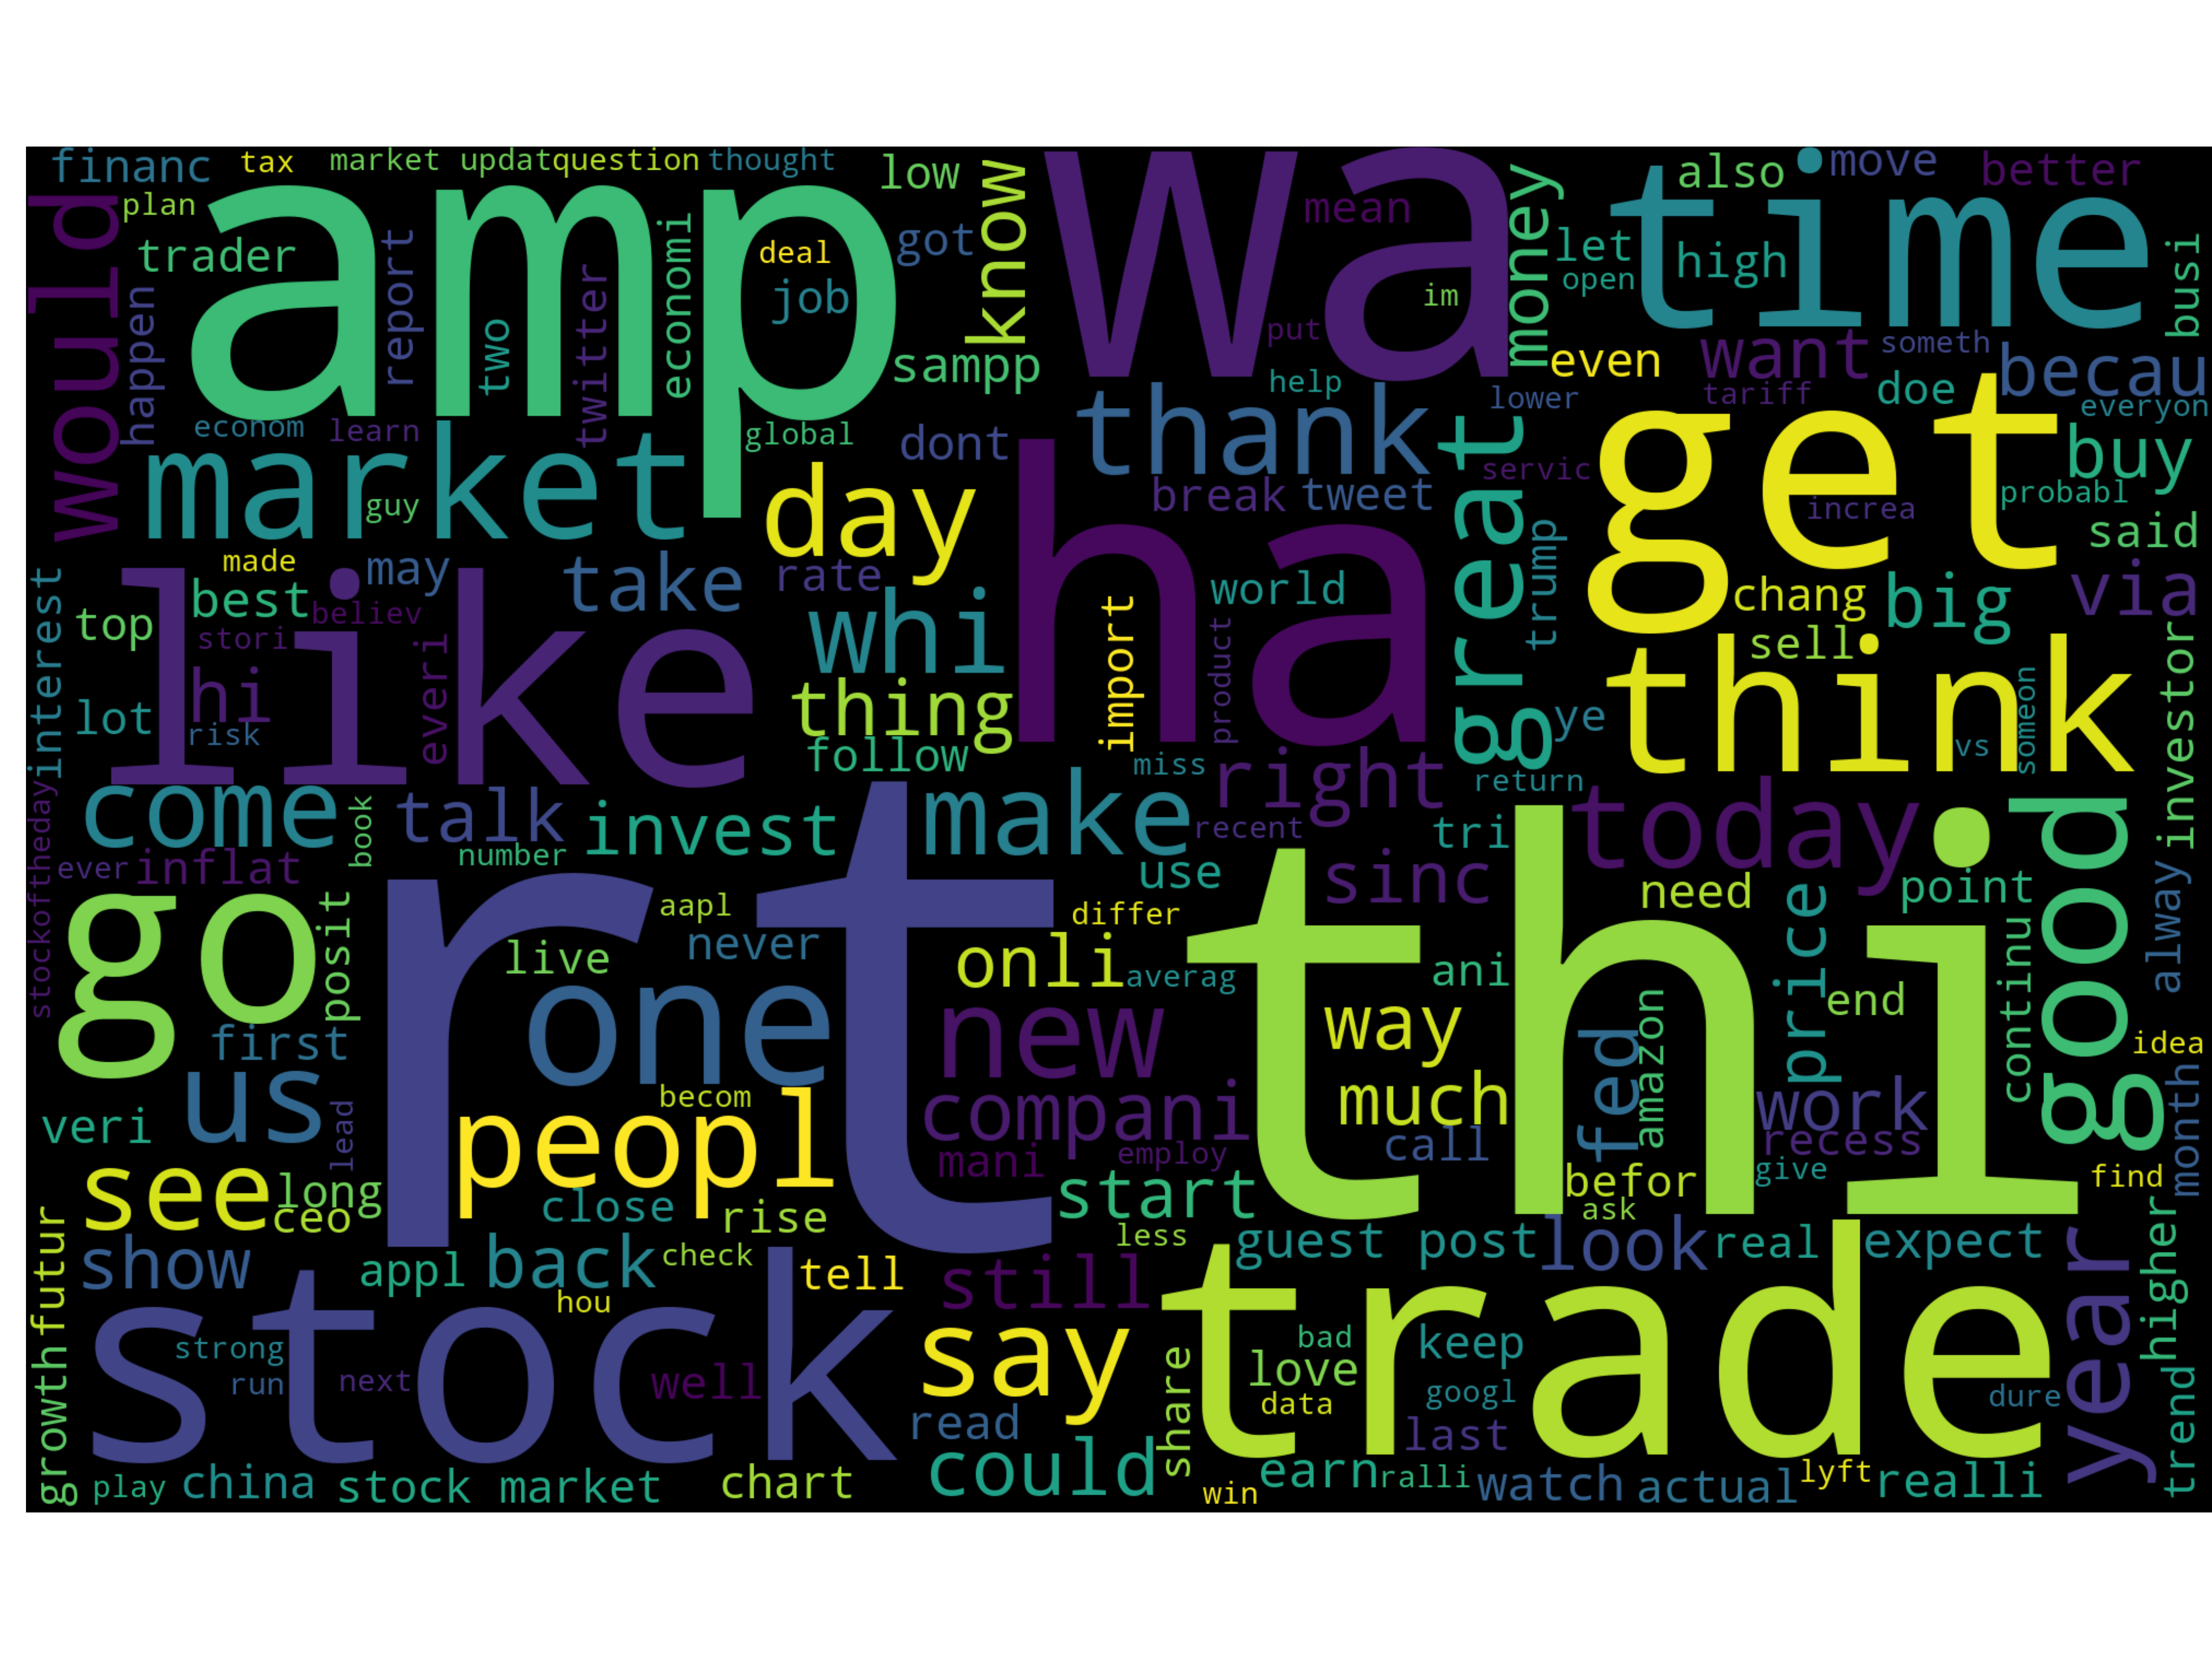 financ
tax
market updat
question
thought
low
know
wa
money
time
also
move
better
plan
amp
would
trader
happen
report
two
twitter
economi
deal
job
got
sampp
mean
im
put
help
let
open
high
busi
even
want
someth
becau
tariff
doe
everyon
lower
econom
learn
global
dont
thank
great
get
buy
market
guy
day
break
tweet
servic
increa
probabl
said
ha
made
may
take
rate
whi
import
world
trump
chang
big
via
interest
top
best
believ
like
stori
hi
everi
lot
risk
thing
follow
product
sell
think
ye
vs
someon
investor
miss
right
return
come
talk
invest
make
recent
tri
today
good
stockoftheday
ever
inflat
book
number
rt
use
sinc
thi
need
point
alway
go
posit
aapl
never
live
differ
onli
averag
ani
price
end
continu
one
new
way
fed
amazon
idea
first
us
veri
lead
becom
peopl
compani
much
call
work
recess
month
mani
employ
see
long
ceo
close
rise
start
befor
give
ask
find
growth
futur
show
appl
back
check
tell
hou
less
guest post
look
real
expect
higher
year
stock
still
trade
strong
run
next
well
say
share
bad
love
data
keep
googl
dure
trend
read
last
could
play
china
stock market
chart
win
earn
ralli
watch
actual
lyft
realli